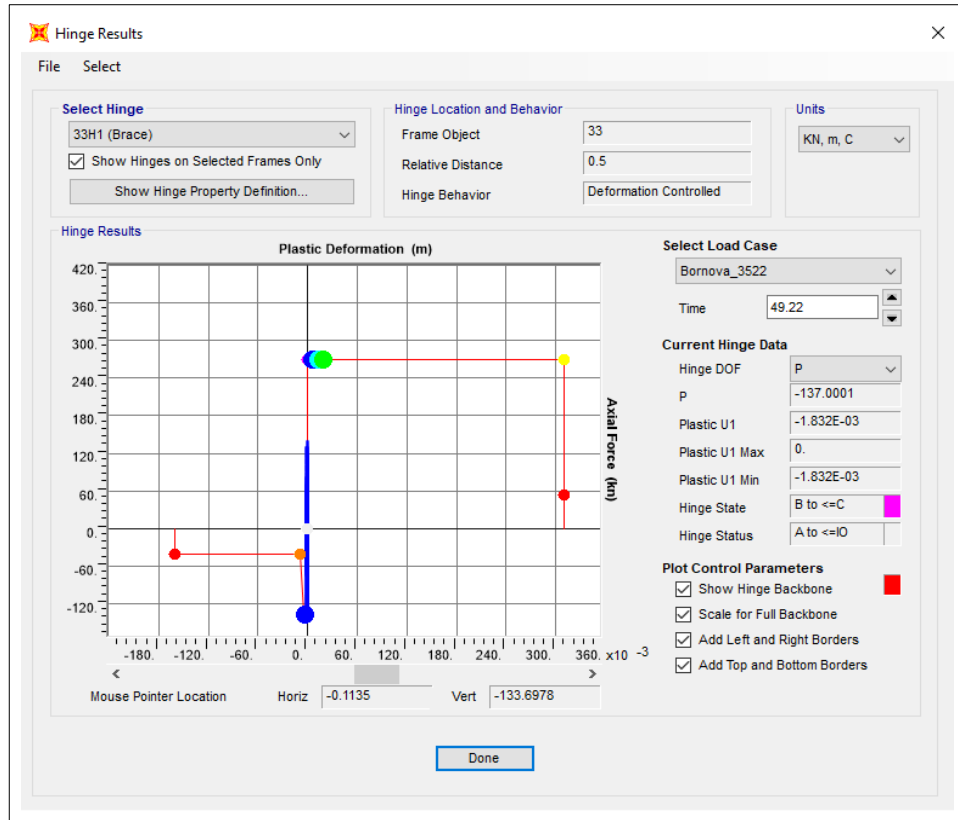 Hinge Results
File Select
Select Hinge
33H1 (Brace)
Show Hinges on Selected Frames Only
Show Hinge Property Definition...
Hinge Location and Behavior
Frame Object 33
Relative Distance 0.5
Hinge Behavior Deformation Controlled
Units
KN, m, C
Hinge Results
Plastic Deformation (m)
420.
360.
300.
240.
180.
120.
60.
0.
-60.
-120.
Axial Force (kn)
-180. -120. -60. 0. 60. 120. 180. 240. 300. 360. x10 -3
Mouse Pointer Location Horiz -0.1135 Vert -133.6978
Select Load Case
Bornova_3522
Time 49.22
Current Hinge Data
Hinge DOF P
P -137.0001
Plastic U1 -1.832E-03
Plastic U1 Max 0.
Plastic U1 Min -1.832E-03
Hinge State B to <=C
Hinge Status A to <=IO
Plot Control Parameters
Show Hinge Backbone
Scale for Full Backbone
Add Left and Right Borders
Add Top and Bottom Borders
Done